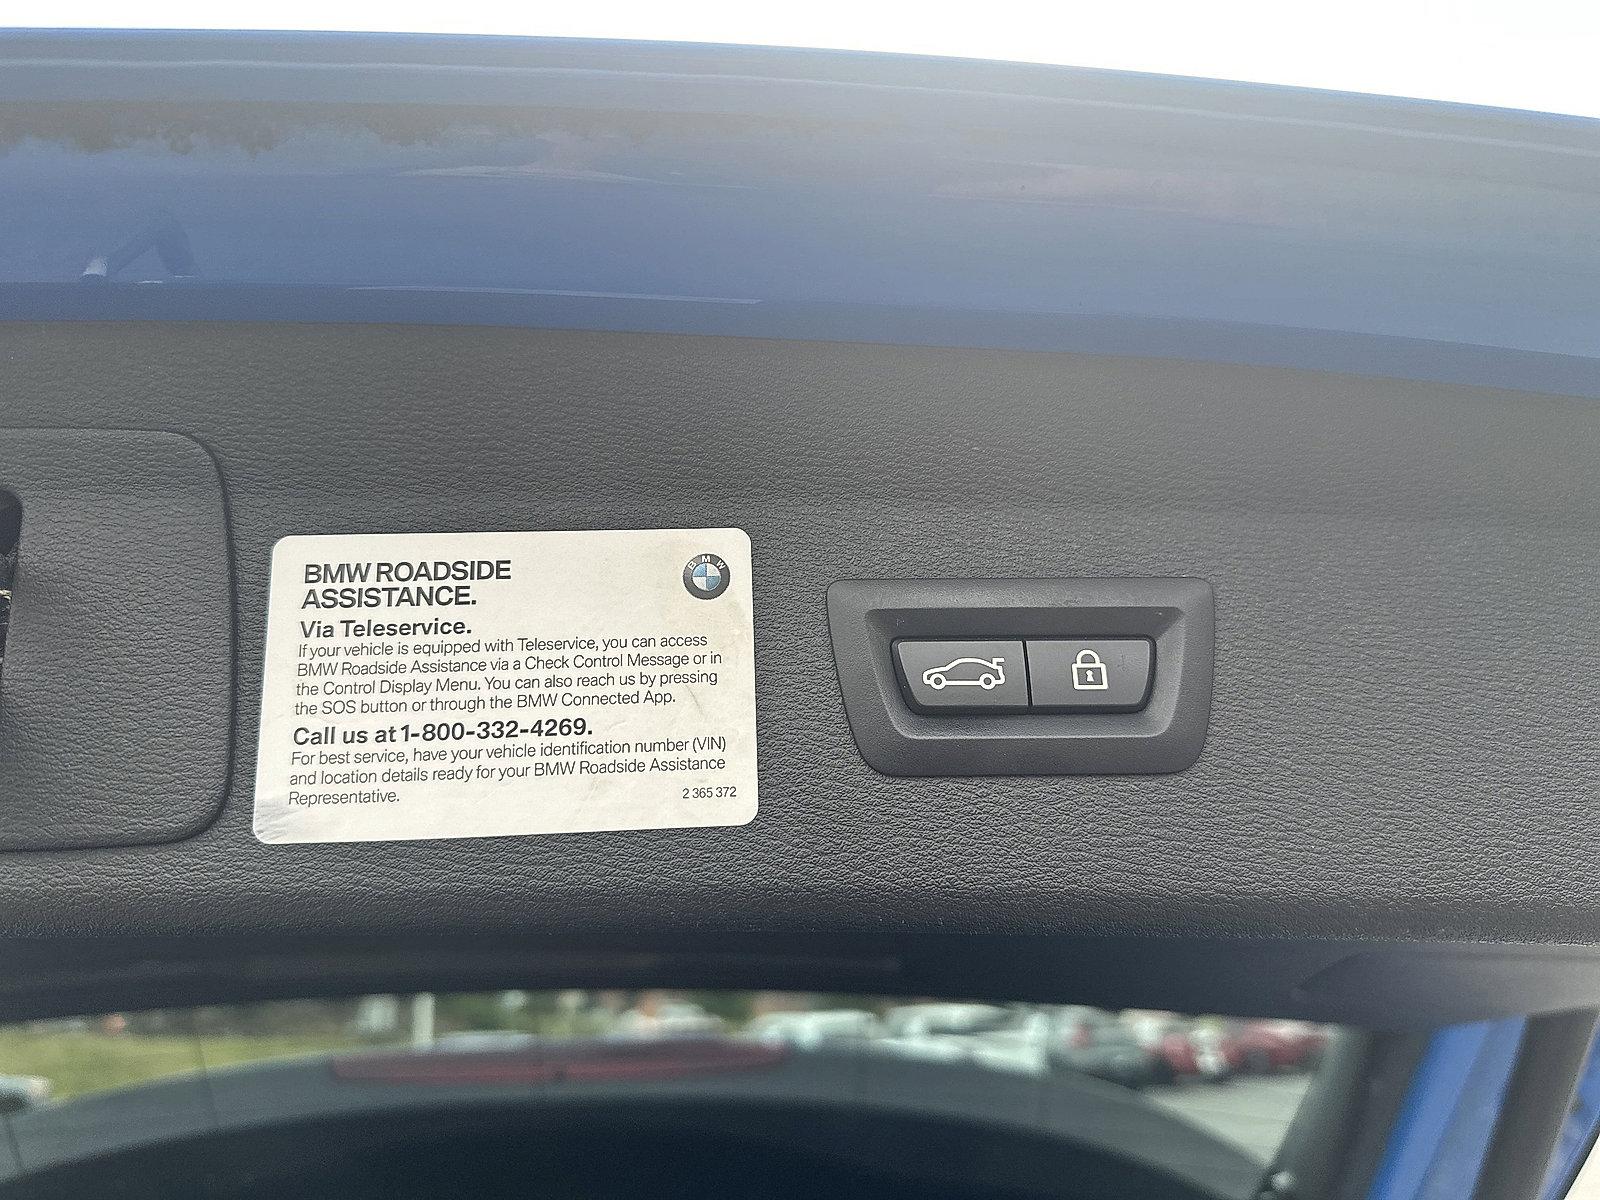 BMW ROADSIDE
ASSISTANCE.
BMW
Via Teleservice.
If your vehicle is equipped with Teleservice, you can access
BMW Roadside Assistance via a Check Control Message or in
the Control Display Menu. You can also reach us by pressing
the SOS button or through the BMW Connected App.
Call us at 1-800-332-4269.
For best service, have your vehicle identification number (VIN)
and location details ready for your BMW Roadside Assistance
Representative.
2 365 372